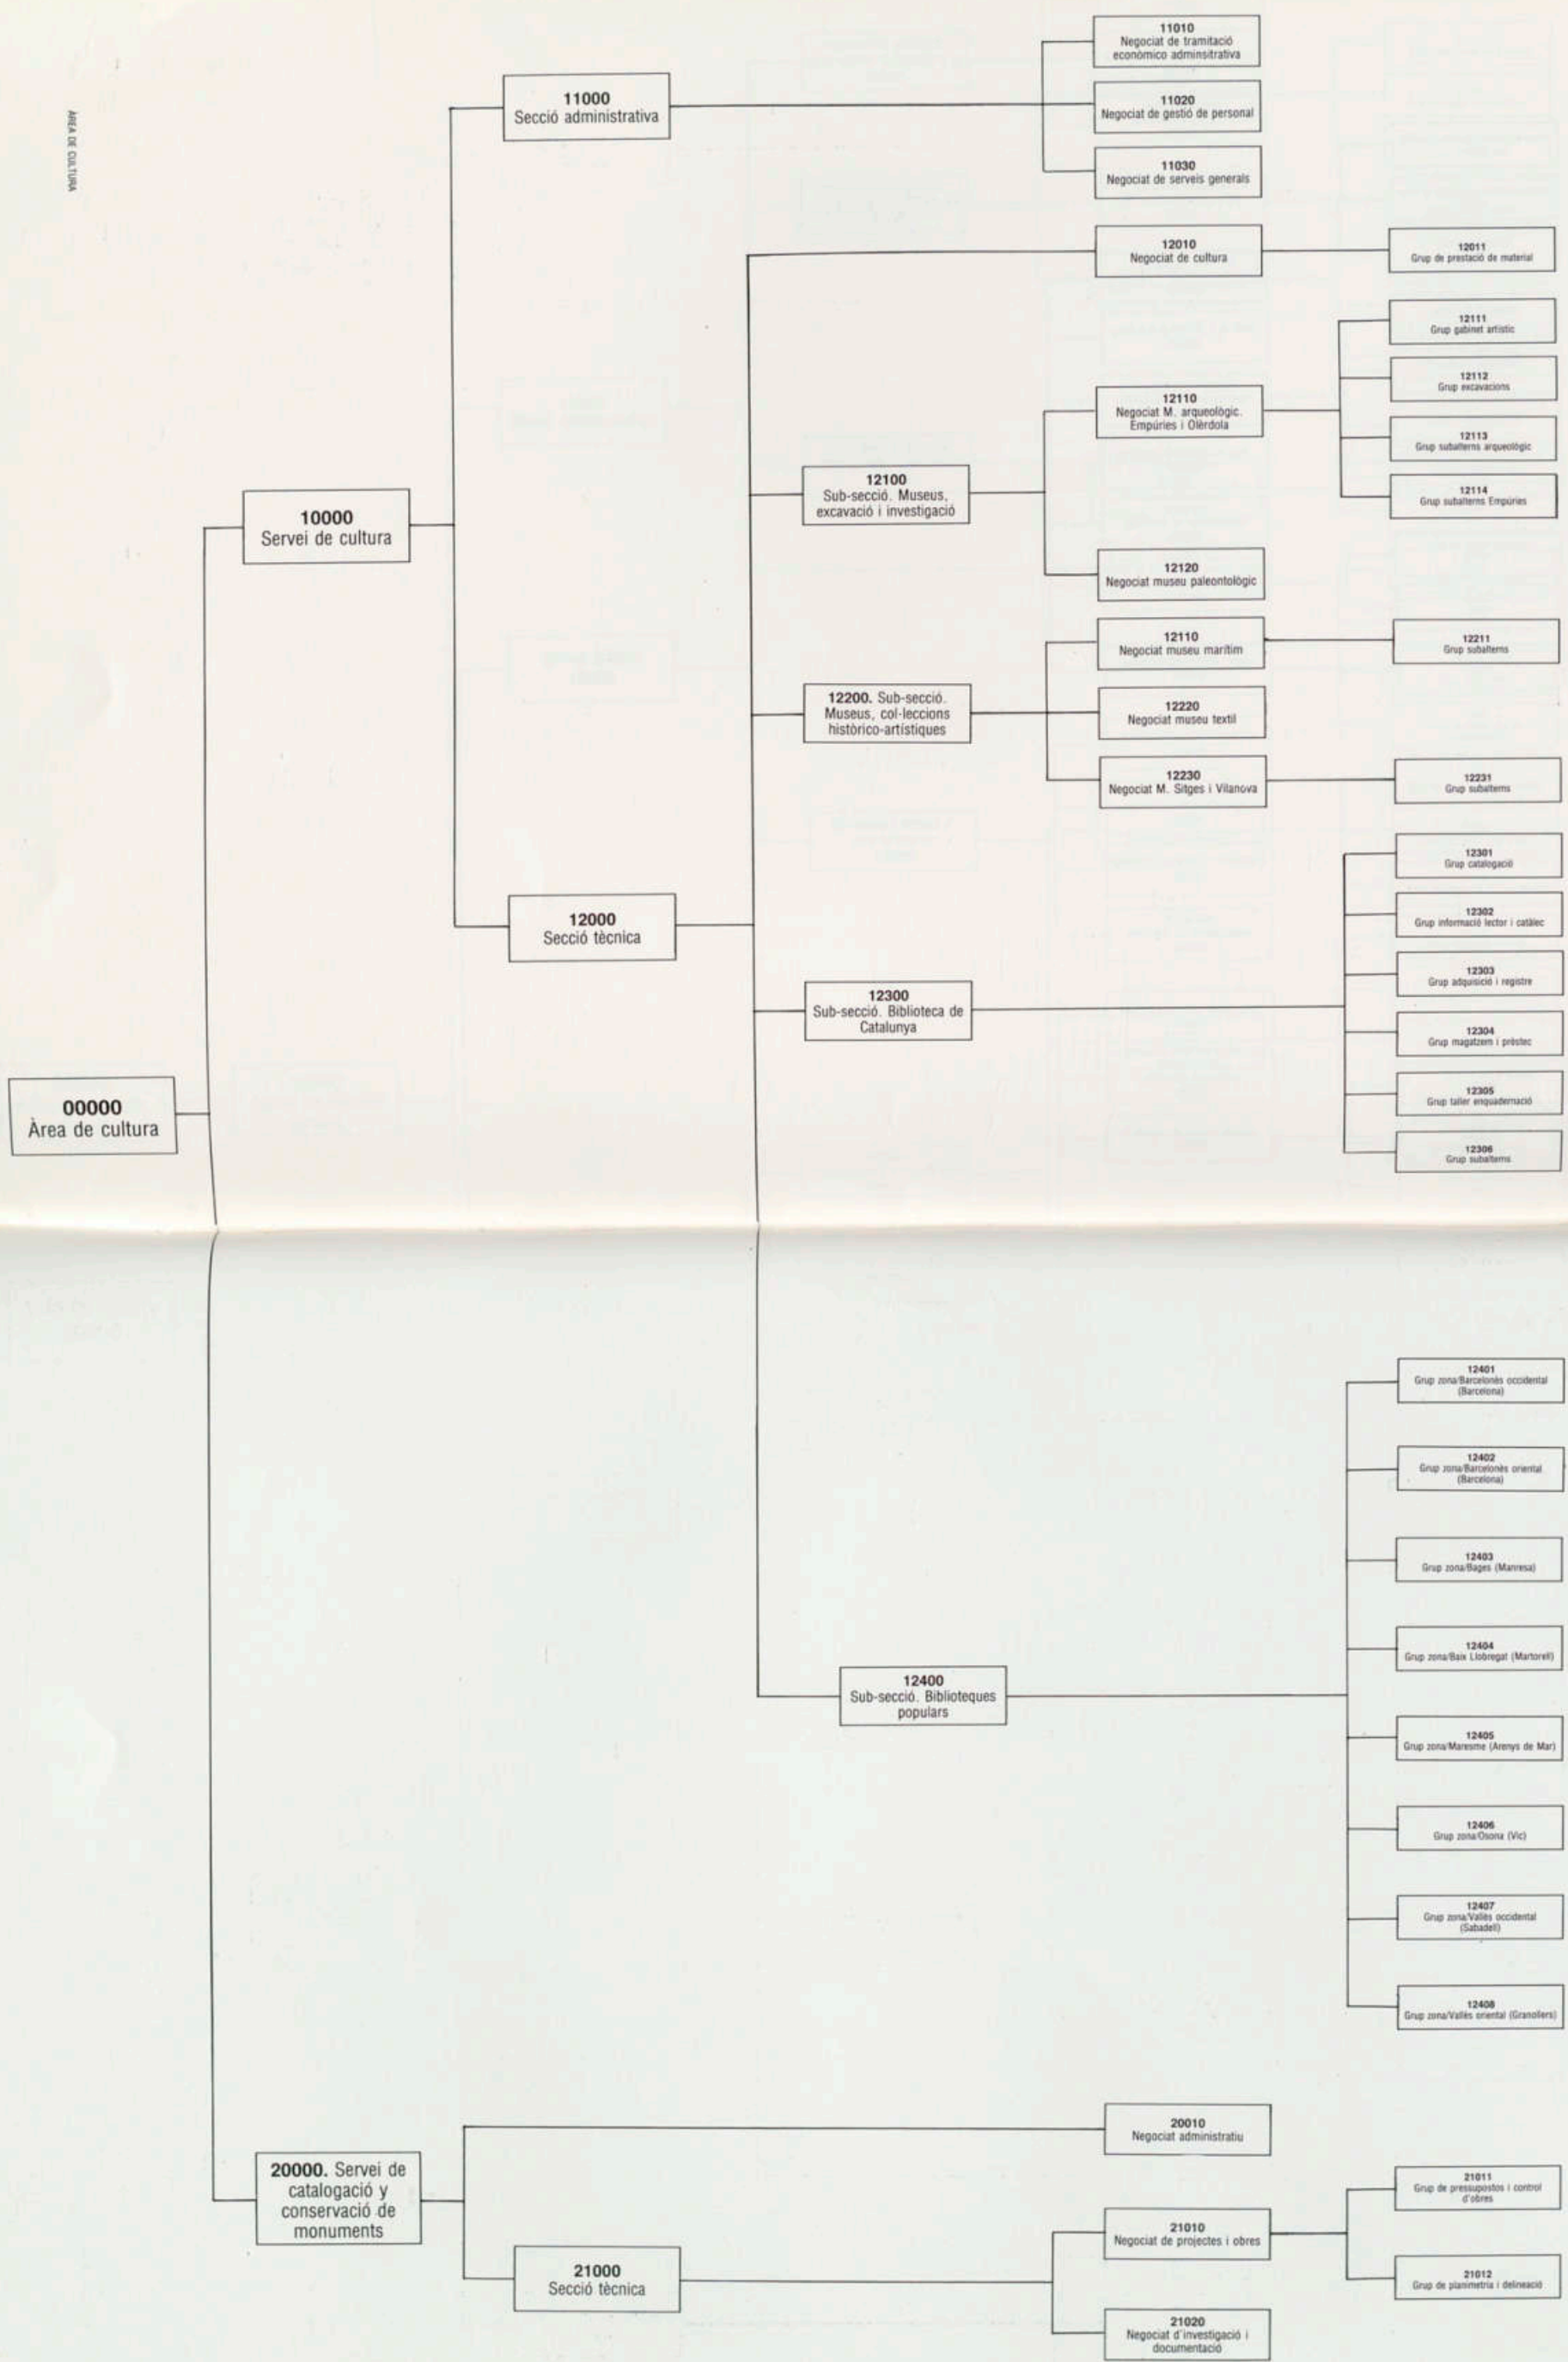 ÀREA DE CULTURA
00000
Àrea de cultura
10000
Servei de cultura
11000
Secció administrativa
11010
Negociat de tramitació
econòmico adminsitrativa
11020
Negociat de gestió de personal
11030
Negociat de serveis generals
12000
Secció tècnica
12010
Negociat de cultura
12011
Grup de prestació de material
12100
Sub-secció. Museus,
excavació i investigació
12110
Negociat M. arqueològic.
Empúries i Olèrdola
12111
Grup gabinet artístic
12112
Grup excavacions
12113
Grup subalterns arqueològic
12114
Grup subalterns Empúries
12120
Negociat museu paleontològic
12200. Sub-secció.
Museus, col·leccions
històrico-artístiques
12110
Negociat museu marítim
12211
Grup subalterns
12220
Negociat museu textil
12230
Negociat M. Sitges i Vilanova
12231
Grup subalterns
12300
Sub-secció. Biblioteca de
Catalunya
12301
Grup catalogació
12302
Grup informació lector i catàlec
12303
Grup adquisició i registre
12304
Grup magatzem i prèstec
12305
Grup taller enquadernació
12306
Grup subalterns
12400
Sub-secció. Biblioteques
populars
12401
Grup zona/Barcelonès occidental
(Barcelona)
12402
Grup zona/Barcelonès oriental
(Barcelona)
12403
Grup zona/Bages (Manresa)
12404
Grup zona/Baix Llobregat (Martorell)
12405
Grup zona/Maresme (Arenys de Mar)
12406
Grup zona/Osona (Vic)
12407
Grup zona/Vallès occidental
(Sabadell)
12408
Grup zona/Vallès oriental (Granollers)
20000. Servei de
catalogació y
conservació de
monuments
20010
Negociat administratiu
21000
Secció tècnica
21010
Negociat de projectes i obres
21011
Grup de pressupostos i control
d'obres
21012
Grup de planimetria i delineació
21020
Negociat d'investigació i
documentació